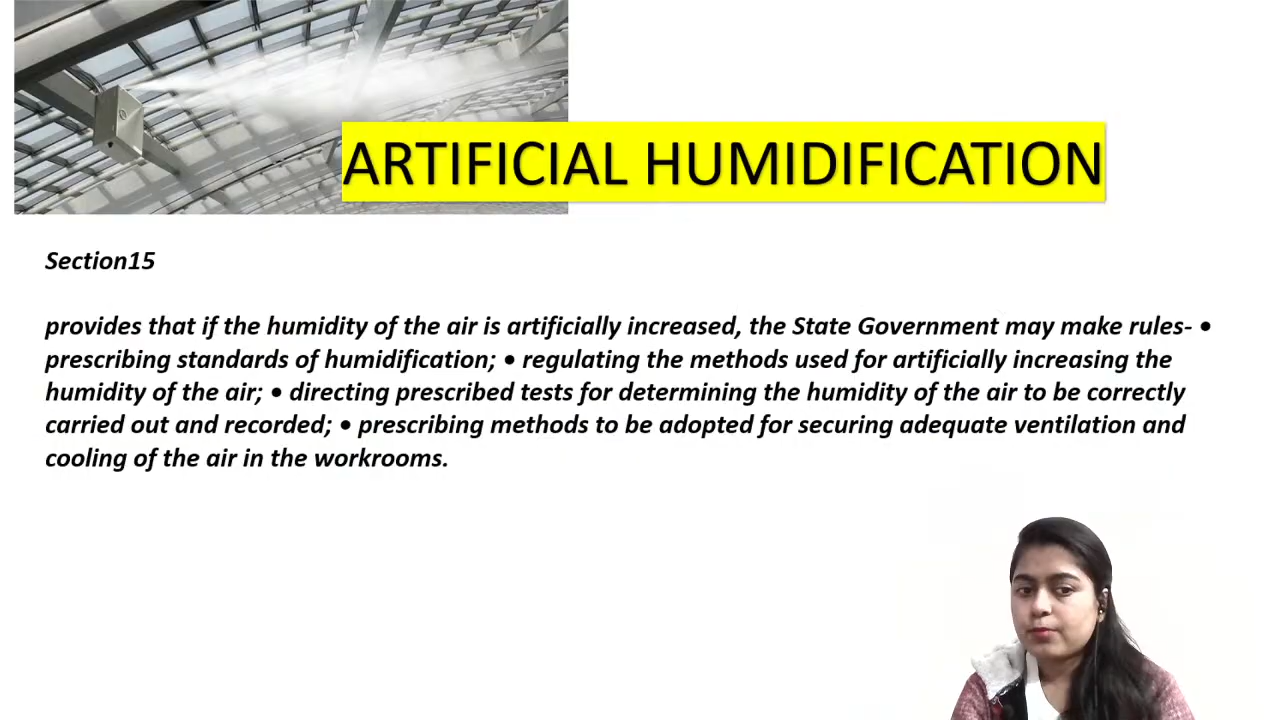 ARTIFICIAL HUMIDIFICATION
Section15
provides that if the humidity of the air is artificially increased, the State Government may make rules- •
prescribing standards of humidification; • regulating the methods used for artificially increasing the
humidity of the air; • directing prescribed tests for determining the humidity of the air to be correctly
carried out and recorded; • prescribing methods to be adopted for securing adequate ventilation and
cooling of the air in the workrooms.